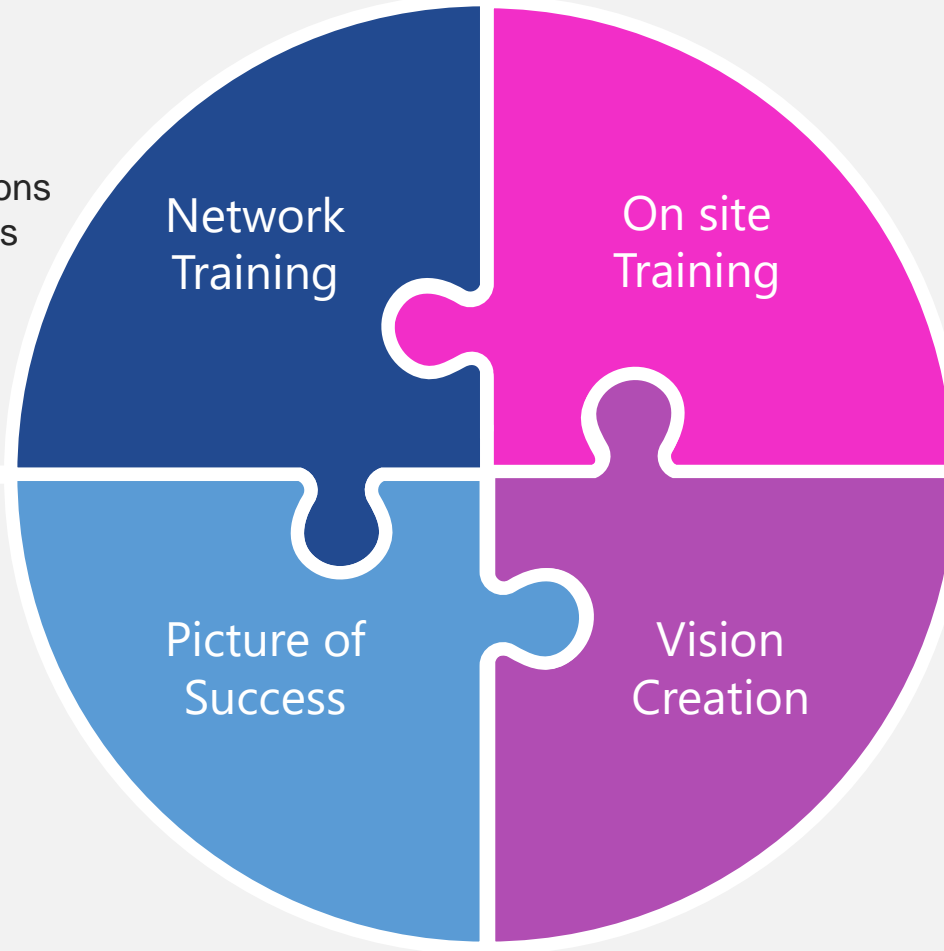 Network
Training
On site
Training
Picture of
Success
Vision
Creation